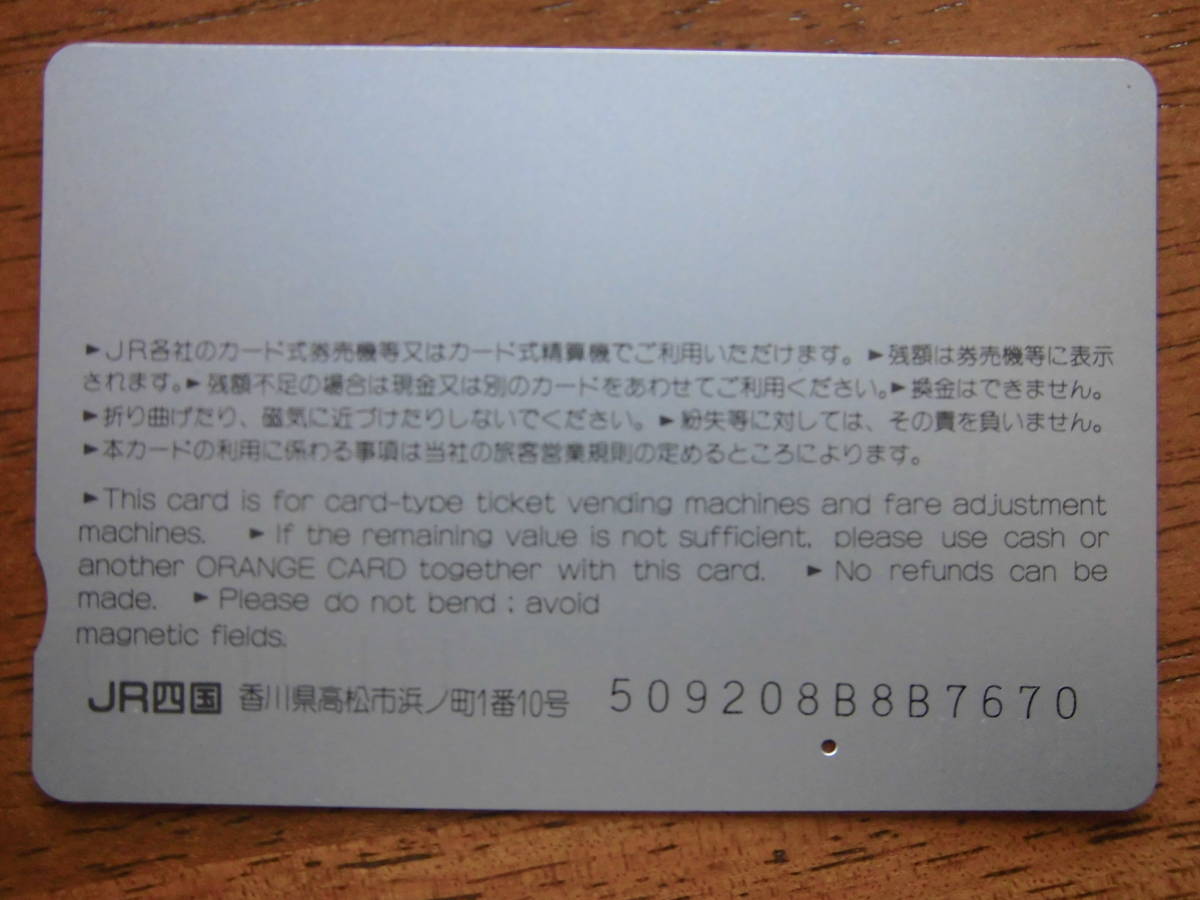 ►JR各社のカード式券売機等又はカード式精算機でご利用いただけます。►残額は券売機等に表示
されます。►残額不足の場合は現金又は別のカードをあわせてご利用ください。►換金はできません。
►折り曲げたり、磁気に近づけたりしないでください。►紛失等に対しては、その責を負いません。
►本カードの利用に係わる事項は当社の旅客営業規則の定めるところによります。
►This card is for card-type ticket vending machines and fare adjustment
machines. ►If the remaining value is not sufficient, please use cash or
another ORANGE CARD together with this card. ►No refunds can be
made. ►Please do not bend; avoid
magnetic fields.
JR四国 香川県高松市浜ノ町1番10号 509208B8B7670